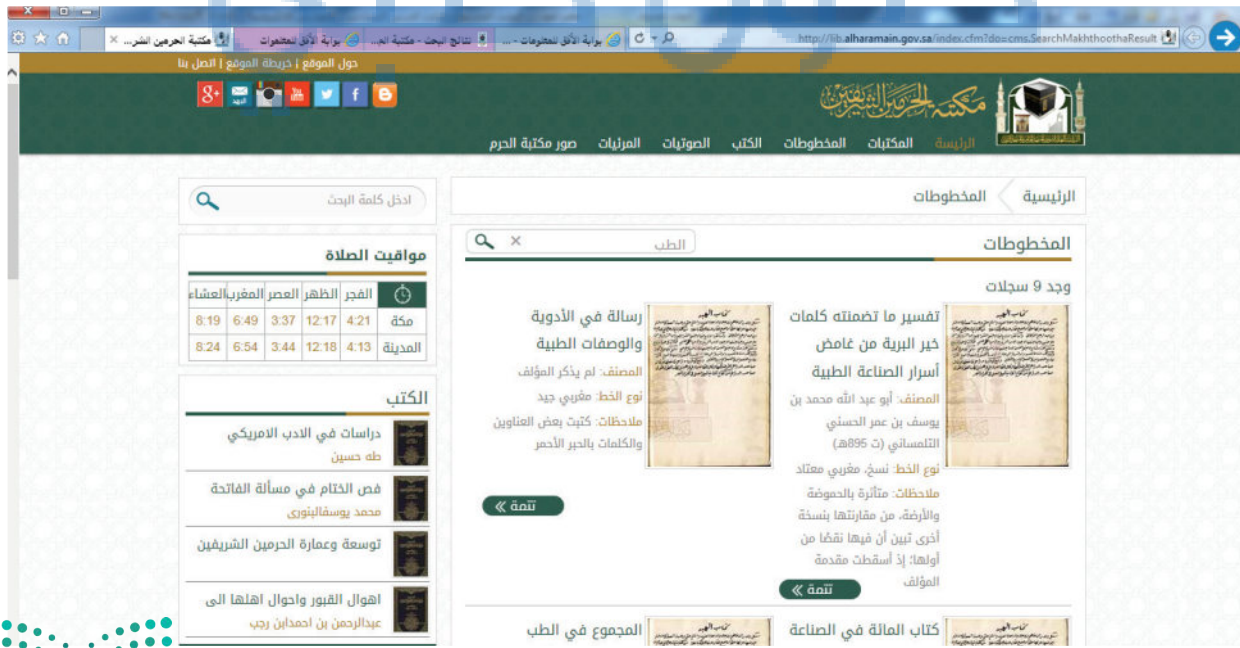 http://lib.alharamain.gov.sa/index.cfm?do=cms.SearchMakhthoothaResult
بوابة الأفق للمعلومات - ...
نتائج البحث - مكتبة الم...
مكتبة الحرمين الشر...
حول الموقع | خريطة الموقع | اتصل بنا
مكتبة الحرمين الشريفين
الرئيسة المكتبات المخطوطات الكتب الصوتيات المرئيات صور مكتبة الحرم
الرئيسية المخطوطات
ادخل كلمة البحث
المخطوطات
الطب
وجد 9 سجلات
تفسير ما تضمنته كلمات
خير البرية من غامض
أسرار الصناعة الطبية
المصنف: أبو عبد الله محمد بن
يوسف بن عمر الحسني
التلمساني (ت 895هـ)
نوع الخط: نسخ، مغربي معتاد
ملاحظات: متأثرة بالحموضة
والأرضة، من مقارنتها بنسخة
أخرى تبين أن فيها نقصًا من
أولها؛ إذ أسقطت مقدمة
المؤلف
تتمة
رسالة في الأدوية
والوصفات الطبية
المصنف: لم يذكر المؤلف
نوع الخط: مغربي جيد
ملاحظات: كتبت بعض العناوين
والكلمات بالحبر الأحمر
تتمة
كتاب المائة في الصناعة
المجموع في الطب
مواقيت الصلاة
الفجر الظهر العصر المغرب العشاء
مكة 4:21 12:17 3:37 6:49 8:19
المدينة 4:13 12:18 3:44 6:54 8:24
الكتب
دراسات في الادب الامريكي
طه حسين
فص الختام في مسألة الفاتحة
محمد يوسفالبنورى
توسعة وعمارة الحرمين الشريفين
اهوال القبور واحوال اهلها الى
عبدالرحمن بن احمدابن رجب